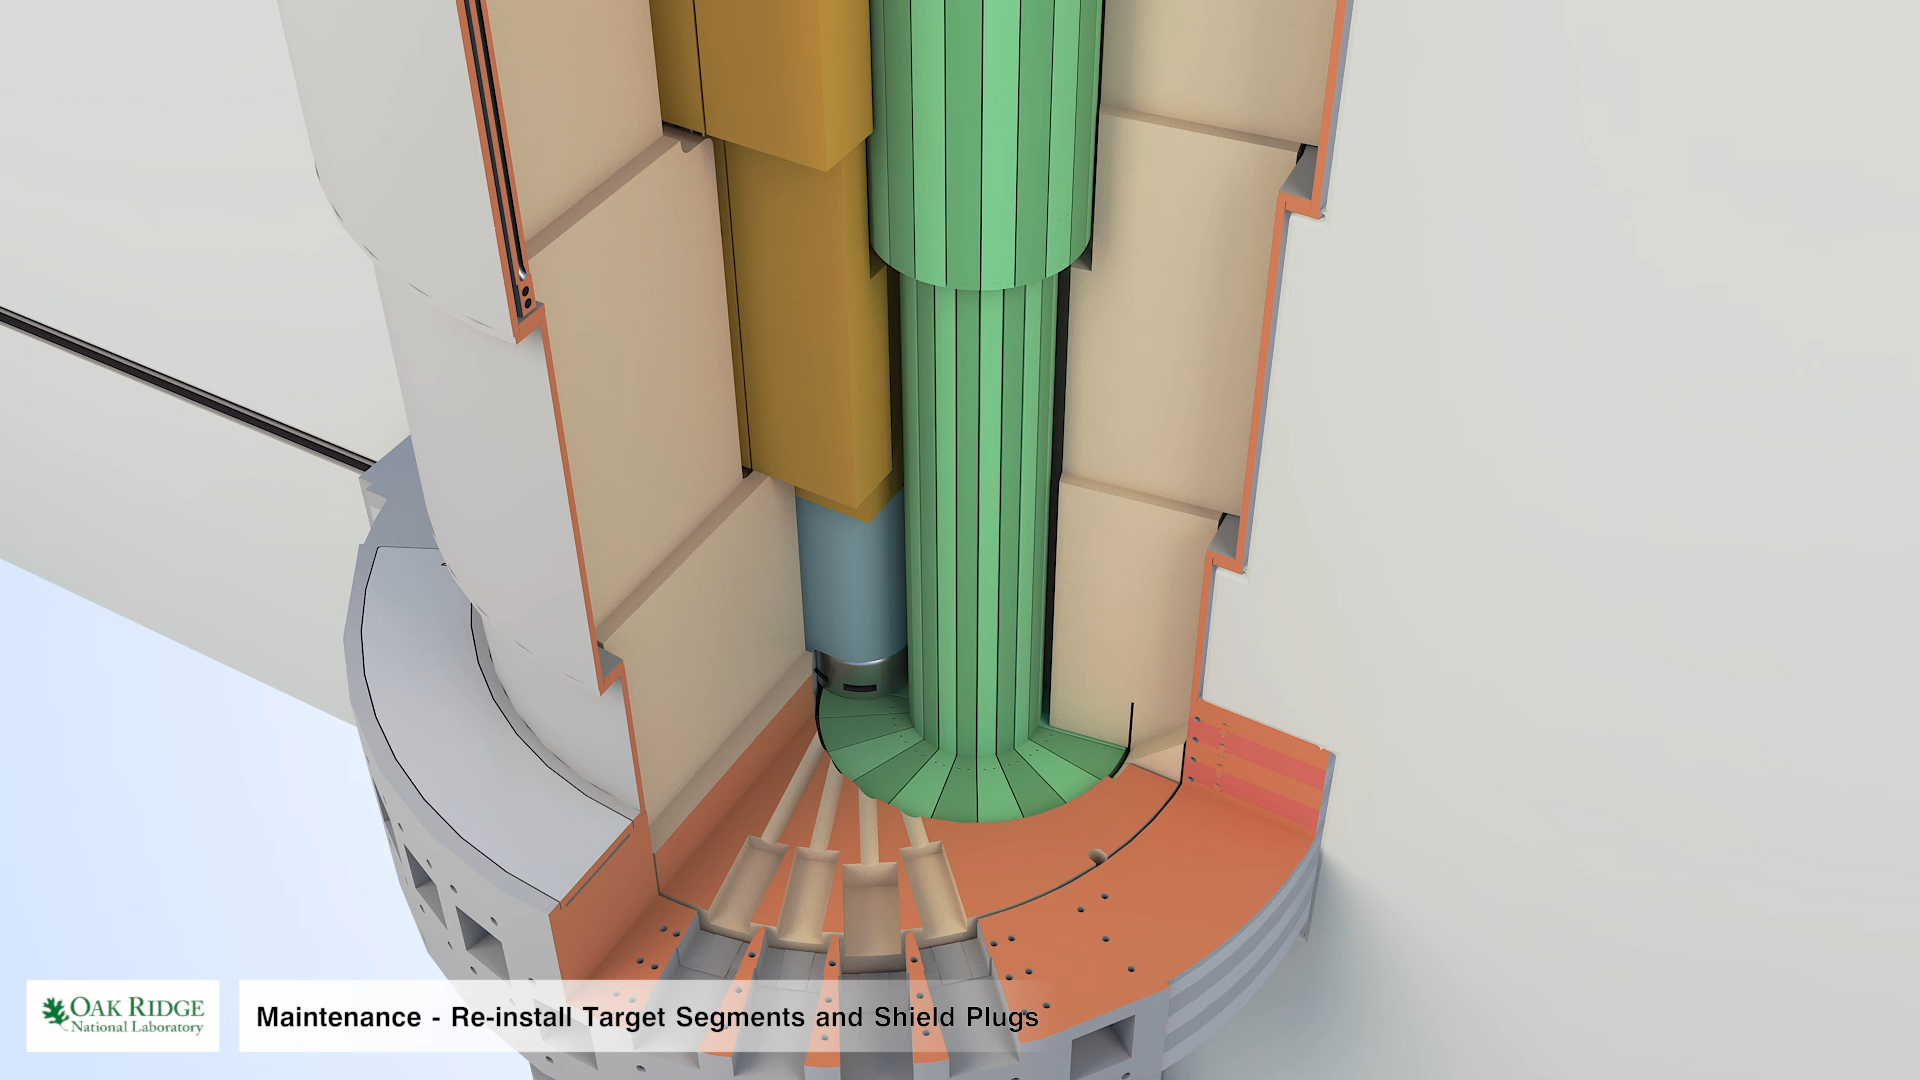 OAK RIDGE
National Laboratory
Maintenance - Re-install Target Segments and Shield Plugs